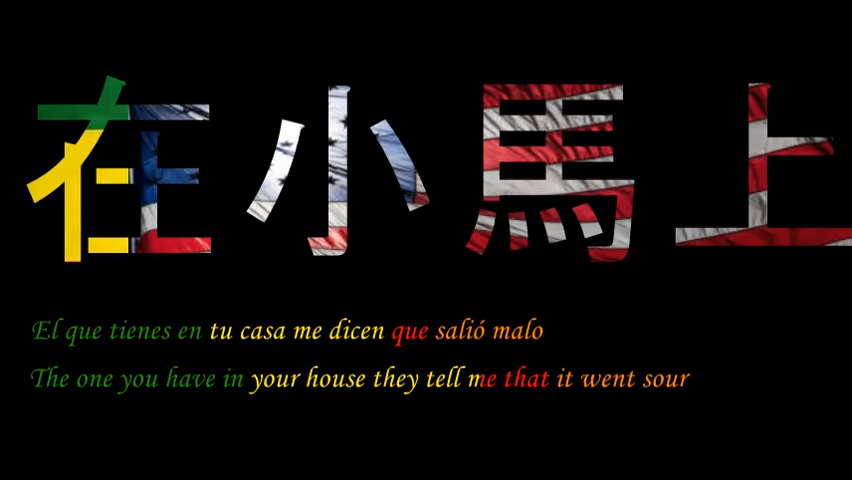 在小馬上
El que tienes en tu casa me dicen que salió malo
The one you have in your house they tell me that it went sour